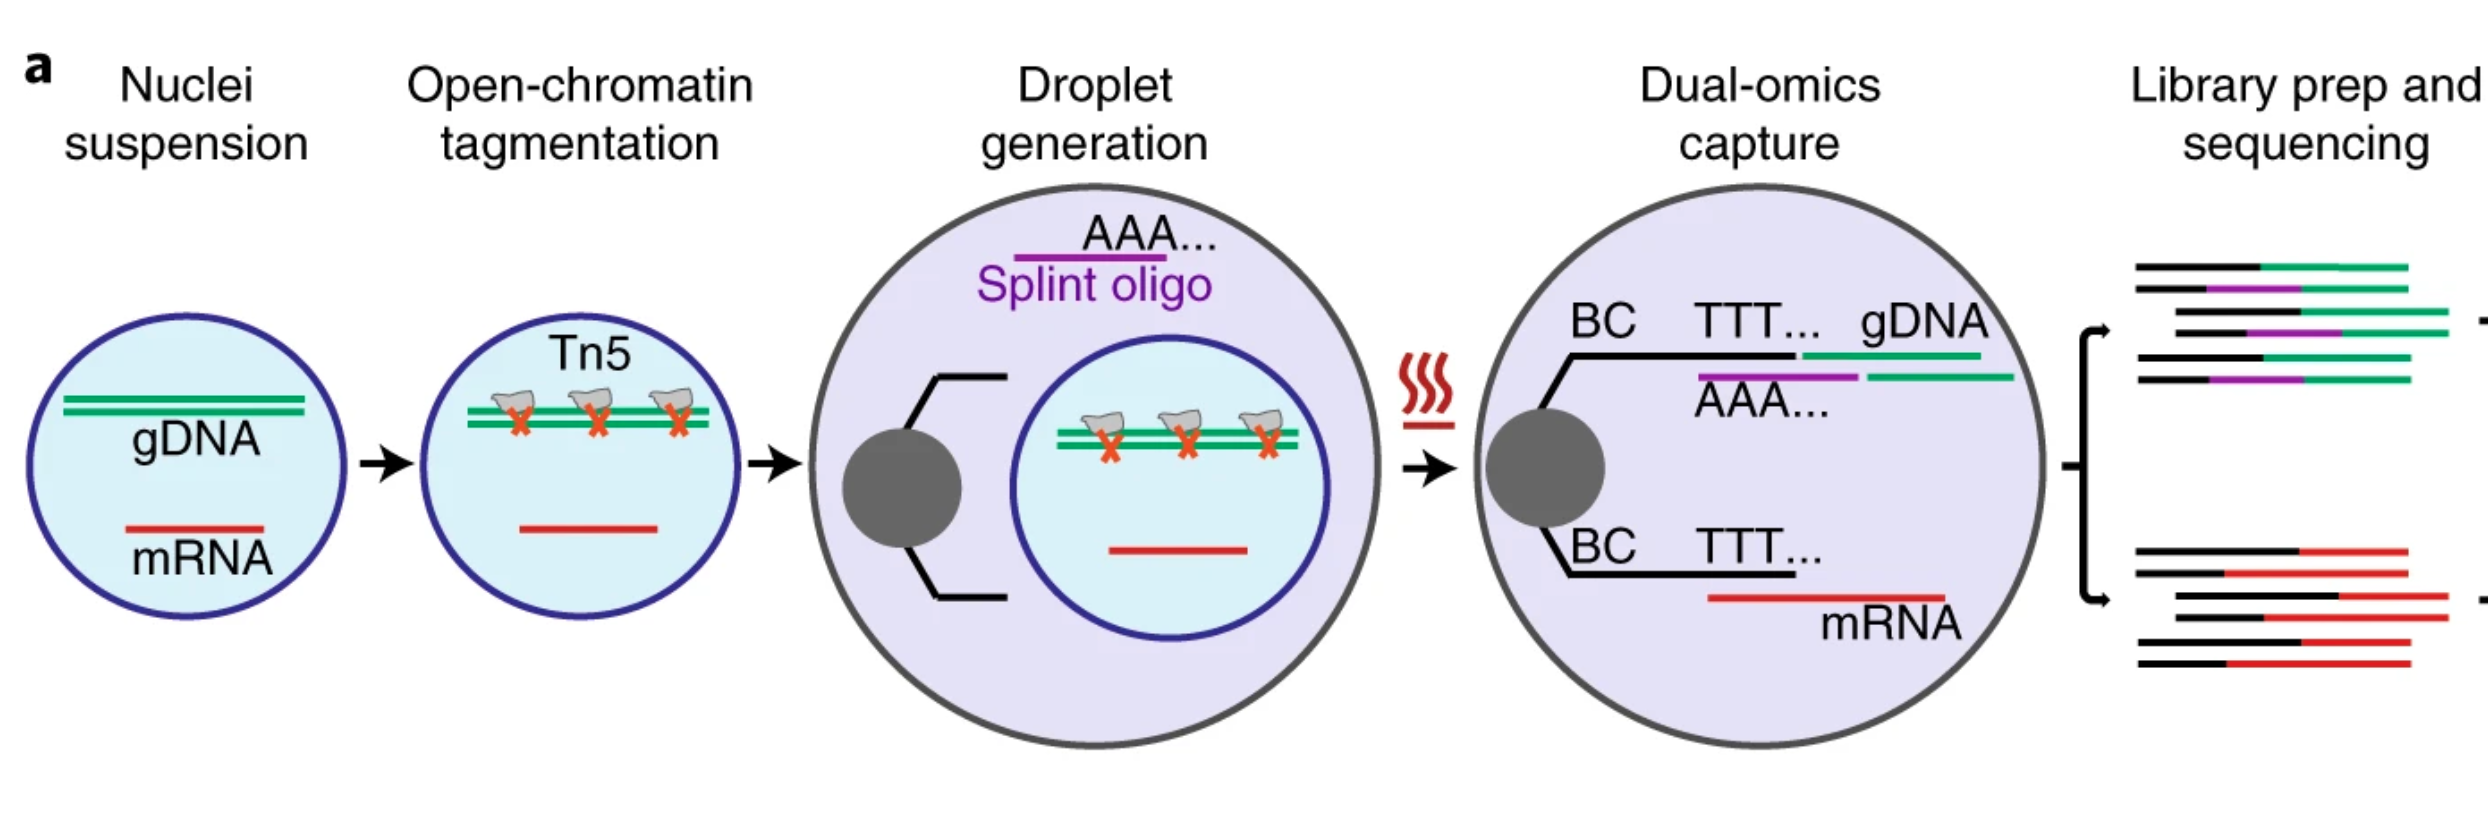 a
Nuclei
suspension
Open-chromatin
tagmentation
Droplet
generation
Dual-omics
capture
Library prep and
sequencing
gDNA
mRNA
Tn5
AAA...
Splint oligo
BC TTT... gDNA
AAA...
BC TTT...
mRNA